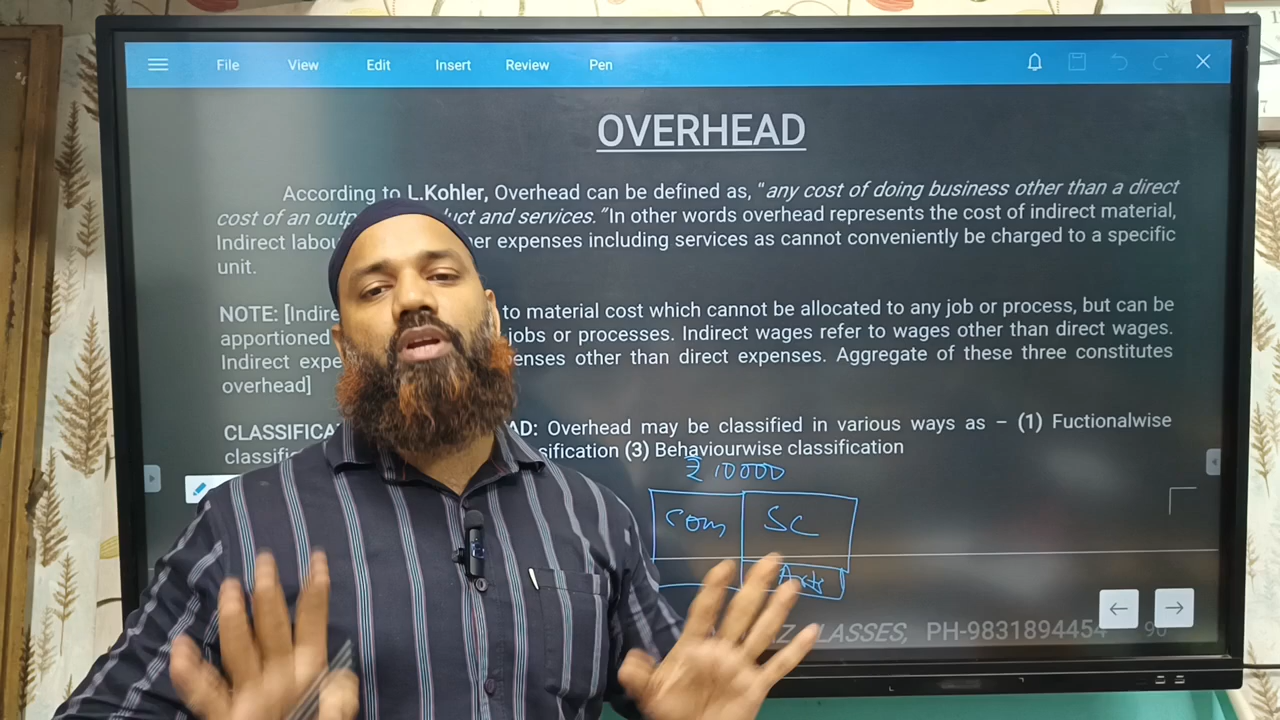 File View Edit Insert Review Pen
OVERHEAD
According to L.Kohler, Overhead can be defined as, “any cost of doing business other than a direct
cost of an outp uct and services.”In other words overhead represents the cost of indirect material,
Indirect labou er expenses including services as cannot conveniently be charged to a specific
unit.
NOTE: [Indire to material cost which cannot be allocated to any job or process, but can be
apportioned jobs or processes. Indirect wages refer to wages other than direct wages.
Indirect expe enses other than direct expenses. Aggregate of these three constitutes
overhead]
CLASSIFICA AD: Overhead may be classified in various ways as – (1) Fuctionalwise
classific sification (3) Behaviourwise classification
₹ 10000
Com SC
Arts
AZ CLASSES, PH-9831894454 90